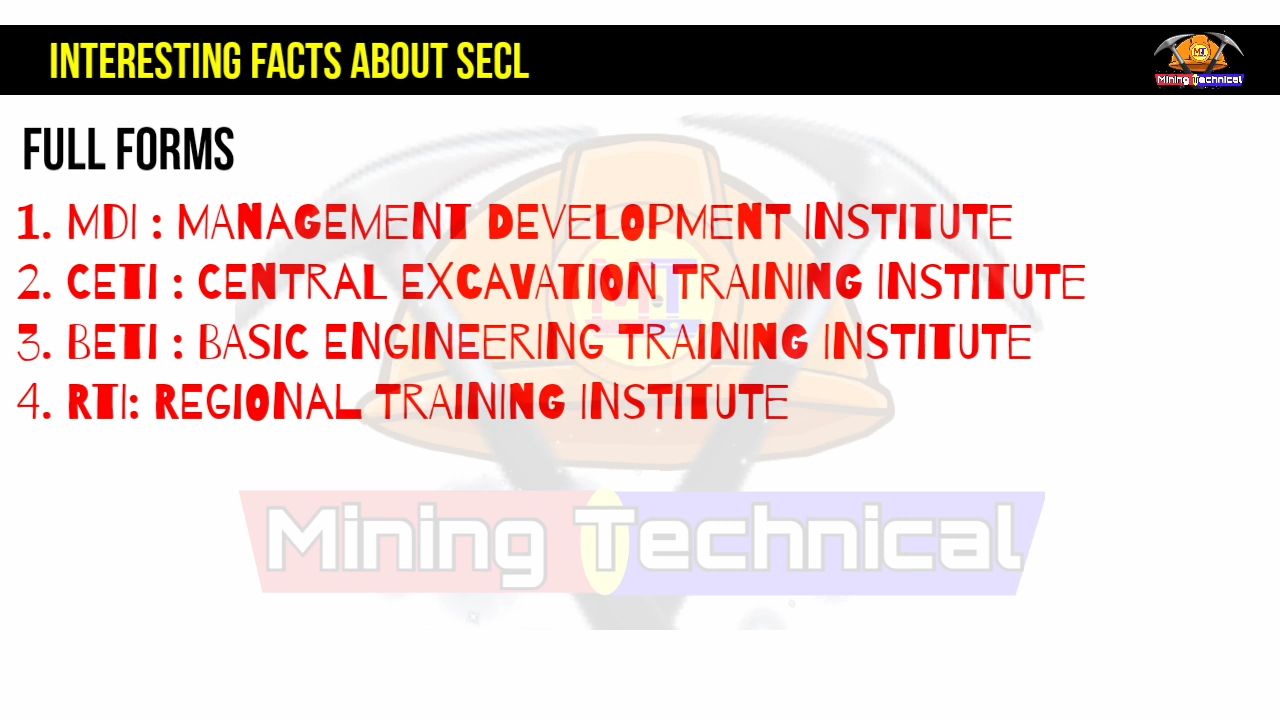 INTERESTING FACTS ABOUT SECL
MT
Mining Technical
FULL FORMS
1. MDI : MANAGEMENT DEVELOPMENT INSTITUTE
2. CETI : CENTRAL EXCAVATION TRAINING INSTITUTE
3. BETI : BASIC ENGINEERING TRAINING INSTITUTE
4. RTI: REGIONAL TRAINING INSTITUTE
M T
Mining Technical